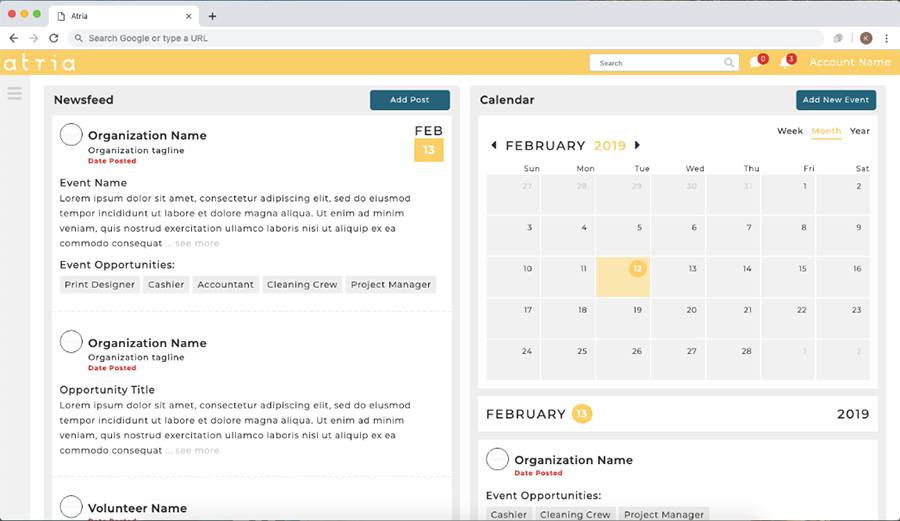 Atria
Search Google or type a URL
K
atria
Search
0
3
Account Name
Newsfeed
Add Post
Organization Name
Organization tagline
Date Posted
FEB
13
Event Name
Lorem ipsum dolor sit amet, consectetur adipiscing elit, sed do eiusmod
tempor incididunt ut labore et dolore magna aliqua. Ut enim ad minim
veniam, quis nostrud exercitation ullamco laboris nisi ut aliquip ex ea
commodo consequat ... see more
Event Opportunities:
Print Designer Cashier Accountant Cleaning Crew Project Manager
Organization Name
Organization tagline
Date Posted
Opportunity Title
Lorem ipsum dolor sit amet, consectetur adipiscing elit, sed do eiusmod
tempor incididunt ut labore et dolore magna aliqua. Ut enim ad minim
veniam, quis nostrud exercitation ullamco laboris nisi ut aliquip ex ea
commodo consequat ... see more
Volunteer Name
Calendar
Add New Event
Week Month Year
FEBRUARY 2019
Sun Mon Tue Wed Thu Fri Sat
27 28 29 30 31 1 2
3 4 5 6 7 8 9
10 11 12 13 14 15 16
17 18 19 20 21 22 23
24 25 26 27 28 1 2
FEBRUARY 13 2019
Organization Name
Date Posted
Event Opportunities:
Cashier Cleaning Crew Project Manager